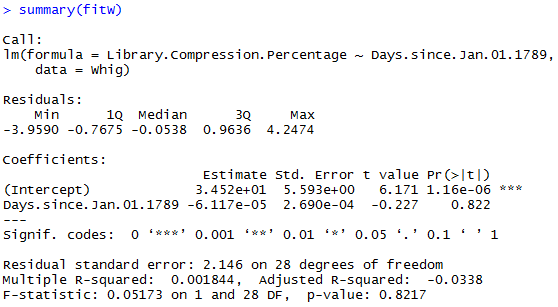 > summary(fitW)
Call:
lm(formula = Library.Compression.Percentage ~ Days.since.Jan.01.1789,
    data = Whig)
Residuals:
    Min      1Q  Median      3Q     Max
-3.9590 -0.7675 -0.0538  0.9636  4.2474
Coefficients:
                         Estimate Std. Error t value Pr(>|t|)
(Intercept)             3.452e+01  5.593e+00   6.171 1.16e-06 ***
Days.since.Jan.01.1789 -6.117e-05  2.690e-04  -0.227    0.822
---
Signif. codes:  0 ‘***’ 0.001 ‘**’ 0.01 ‘*’ 0.05 ‘.’ 0.1 ‘ ’ 1
Residual standard error: 2.146 on 28 degrees of freedom
Multiple R-squared:  0.001844,  Adjusted R-squared:  -0.0338
F-statistic: 0.05173 on 1 and 28 DF,  p-value: 0.8217